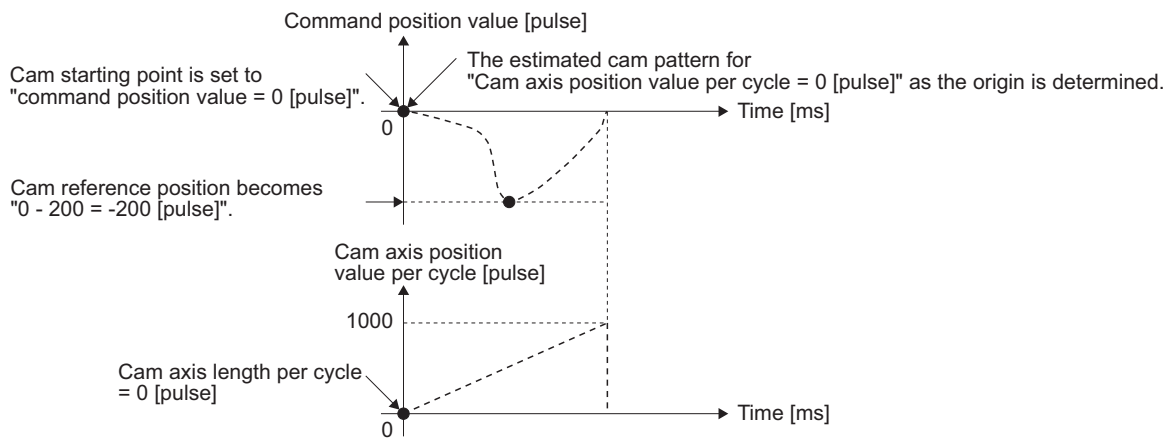 Command position value [pulse]
Cam starting point is set to
"command position value = 0 [pulse]".
The estimated cam pattern for
"Cam axis position value per cycle = 0 [pulse]" as the origin is determined.
0
Time [ms]
Cam reference position becomes
"0 - 200 = -200 [pulse]".
Cam axis position
value per cycle [pulse]
1000
Cam axis length per cycle
= 0 [pulse]
0
Time [ms]